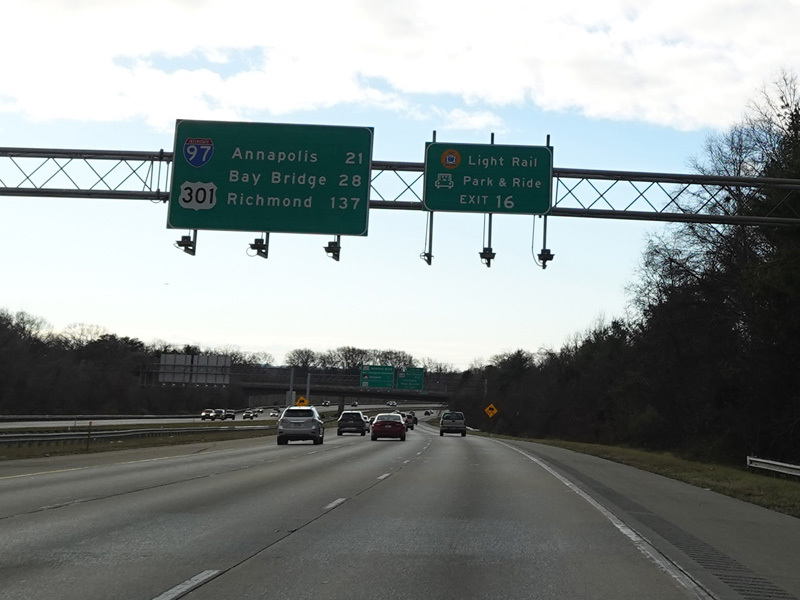 97
301
Annapolis 21
Bay Bridge 28
Richmond 137
Light Rail
Park & Ride
EXIT 16